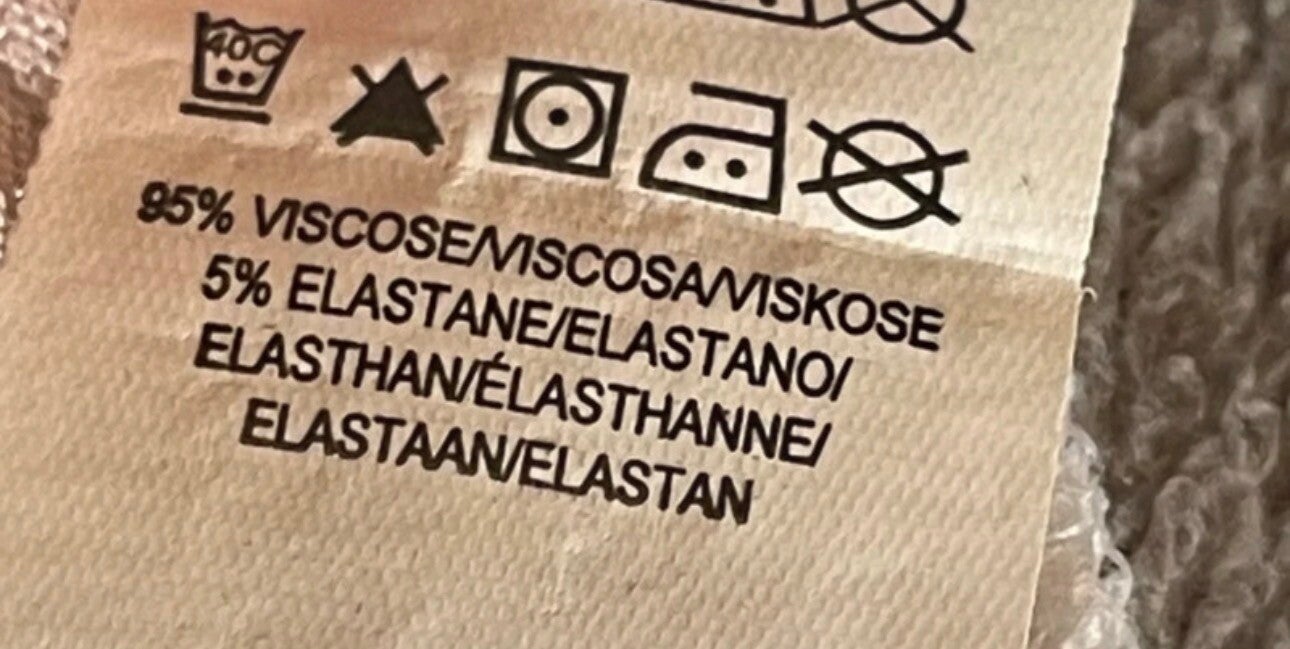 40C
95% VISCOSE/VISCOSA/VISKOSE
5% ELASTANE/ELASTANO/
ELASTHAN/ÉLASTHANNE/
ELASTAAN/ELASTAN